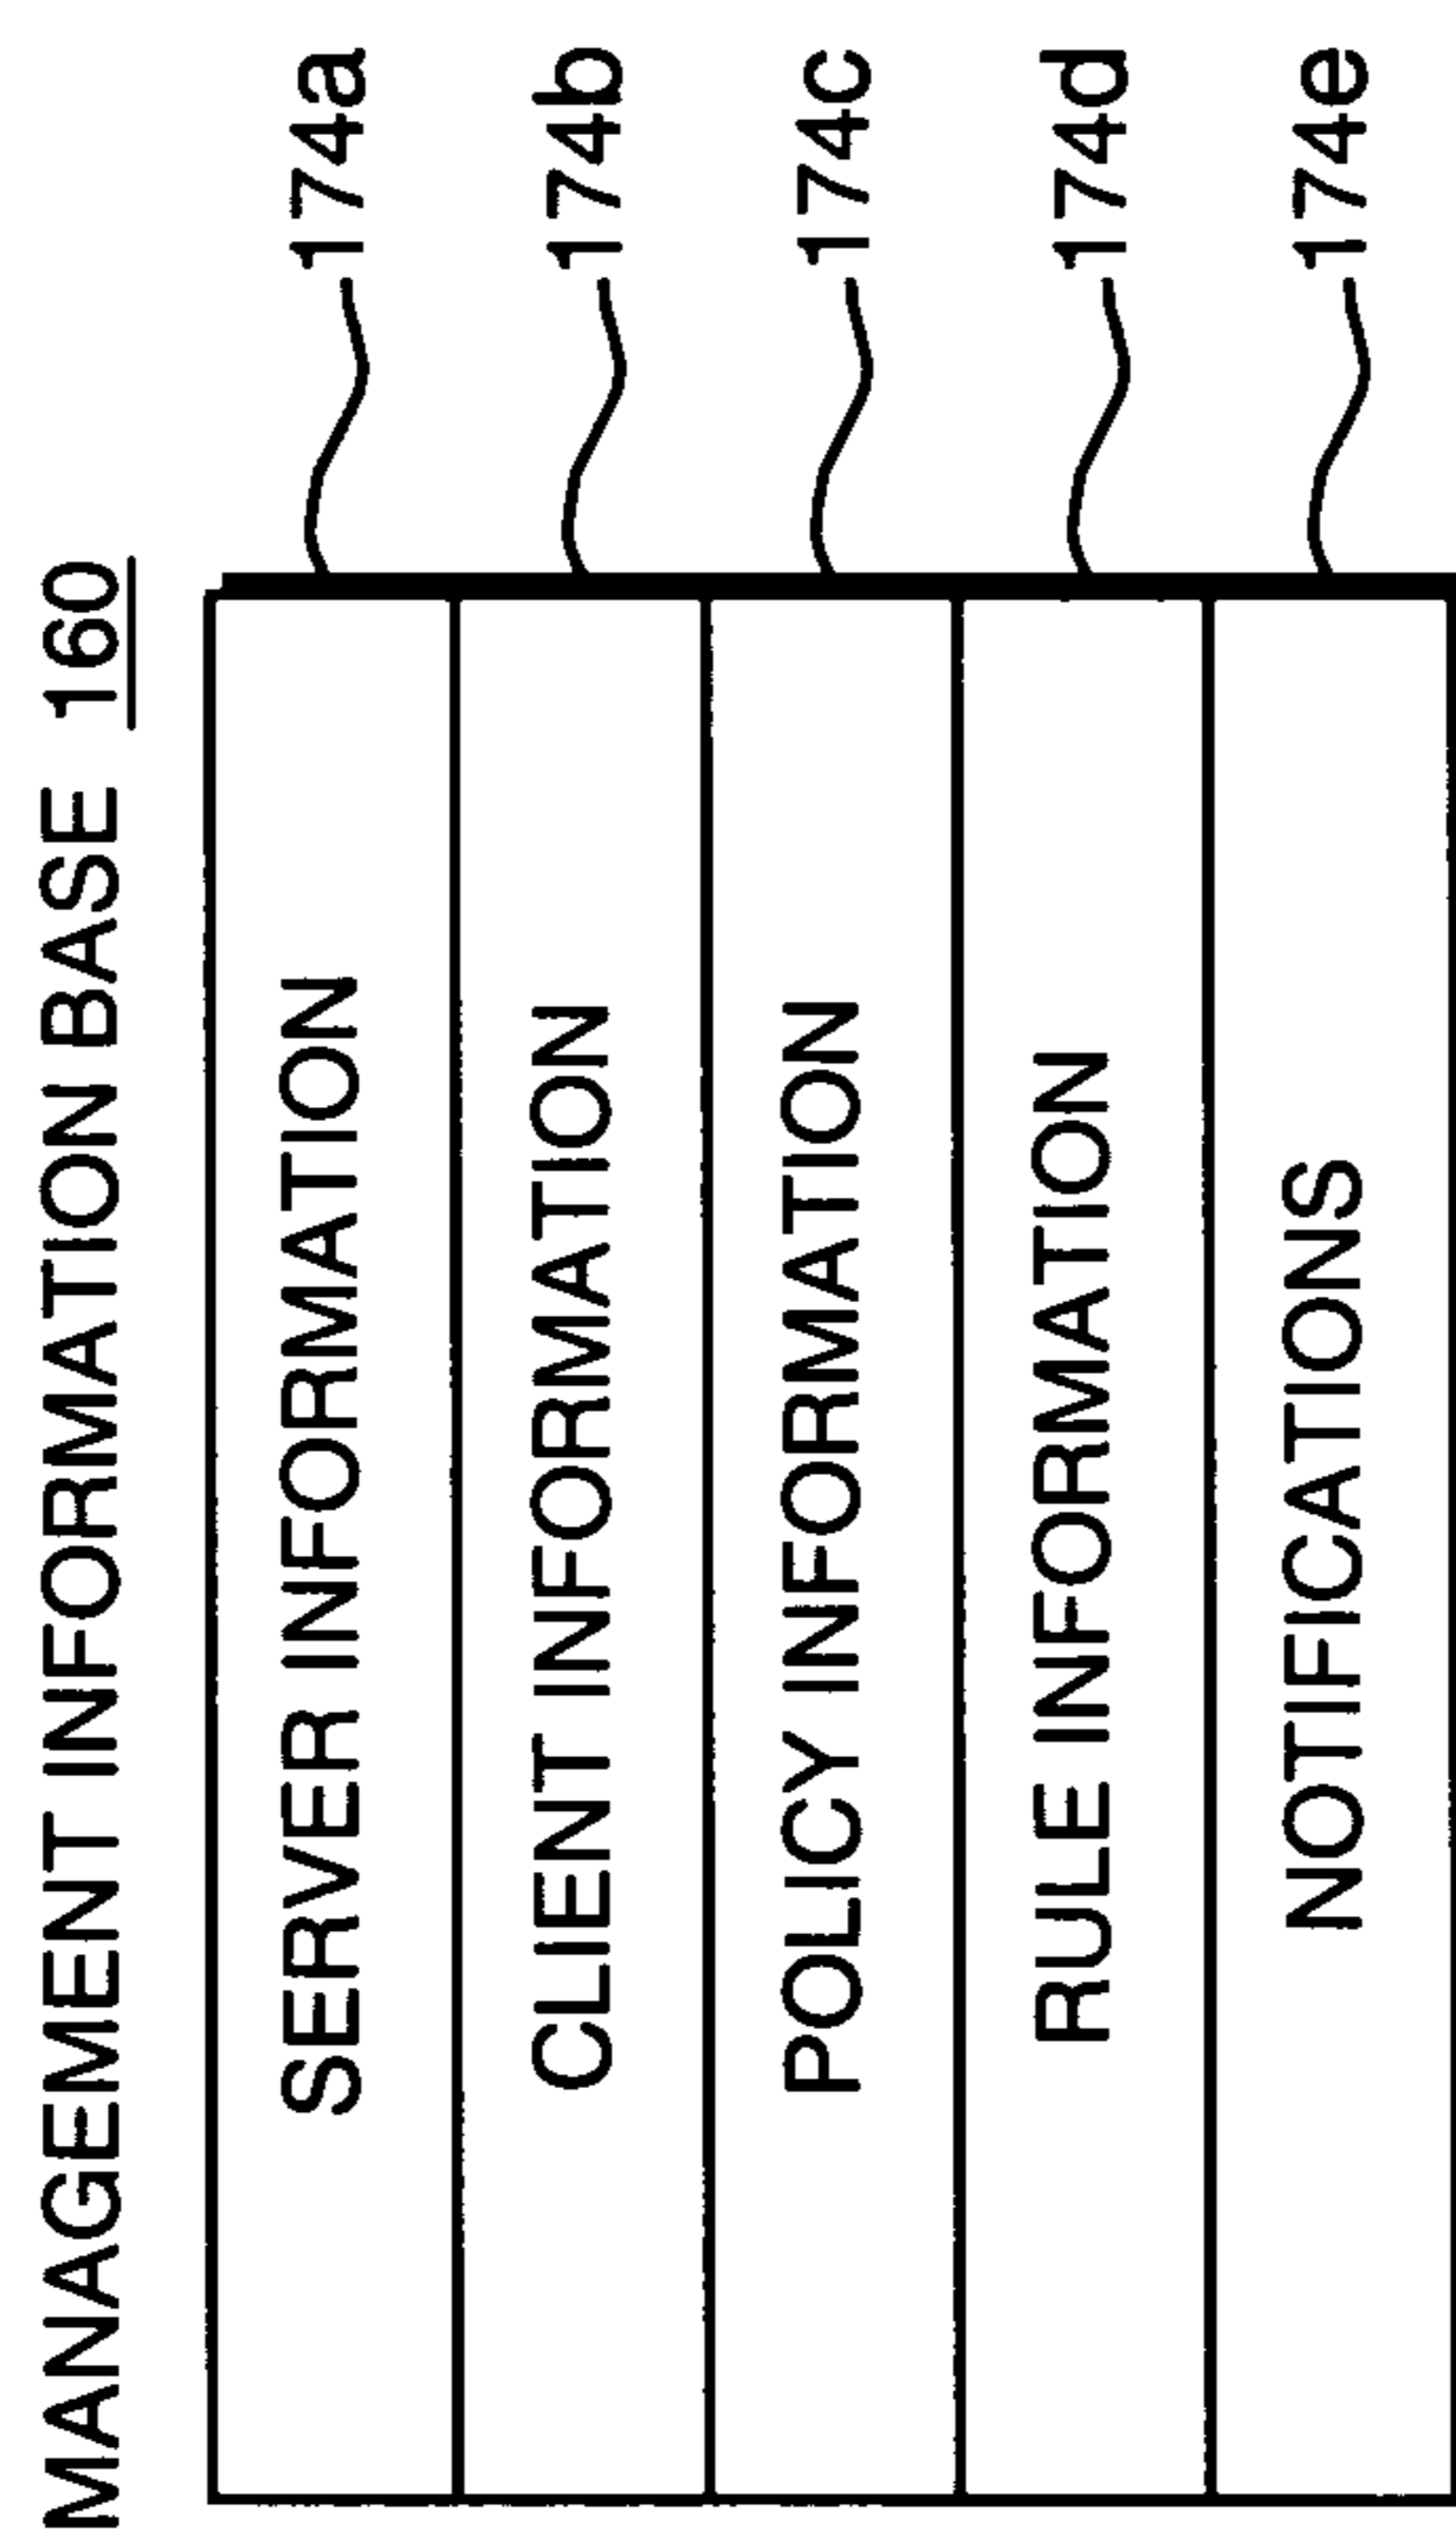 MANAGEMENT INFORMATION BASE 160
SERVER INFORMATION 174a
CLIENT INFORMATION 174b
POLICY INFORMATION 174c
RULE INFORMATION 174d
NOTIFICATIONS 174e